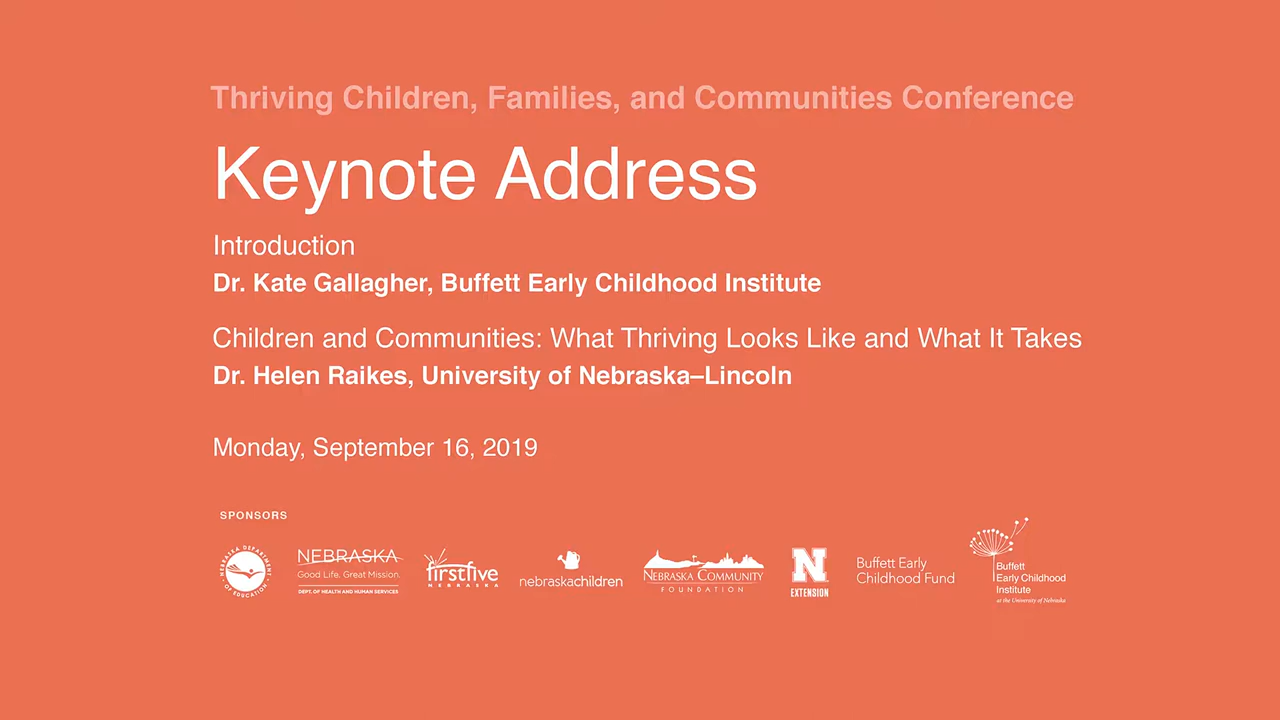 Thriving Children, Families, and Communities Conference
Keynote Address
Introduction
Dr. Kate Gallagher, Buffett Early Childhood Institute
Children and Communities: What Thriving Looks Like and What It Takes
Dr. Helen Raikes, University of Nebraska–Lincoln
Monday, September 16, 2019
SPONSORS
NEBRASKA DEPARTMENT OF EDUCATION
NEBRASKA
Good Life. Great Mission.
DEPT. OF HEALTH AND HUMAN SERVICES
firstfive
NEBRASKA
nebraskachildren
NEBRASKA COMMUNITY
FOUNDATION
N
EXTENSION
Buffett Early
Childhood Fund
Buffett
Early Childhood
Institute
at the University of Nebraska